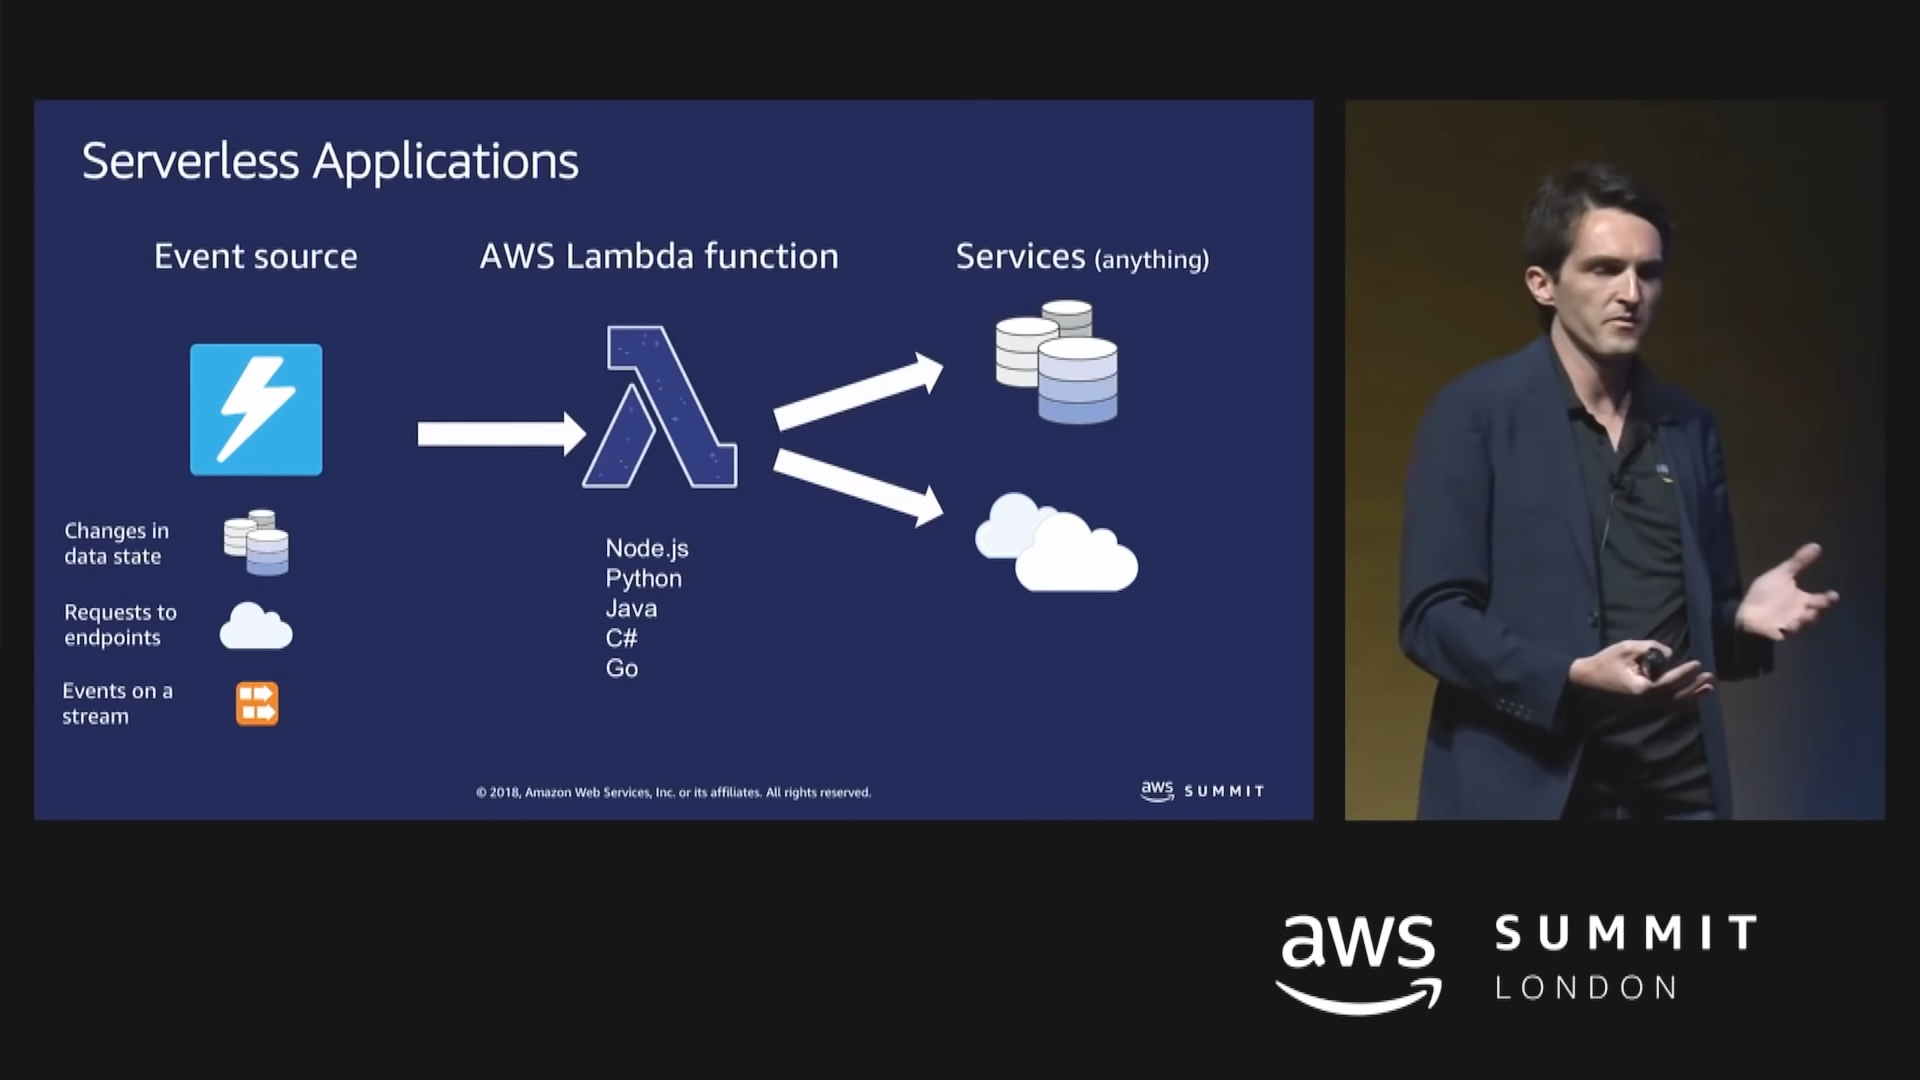 Serverless Applications
Event source
AWS Lambda function
Services (anything)
Changes in
data state
Requests to
endpoints
Events on a
stream
Node.js
Python
Java
C#
Go
© 2018, Amazon Web Services, Inc. or its affiliates. All rights reserved.
aws SUMMIT
aws SUMMIT
LONDON